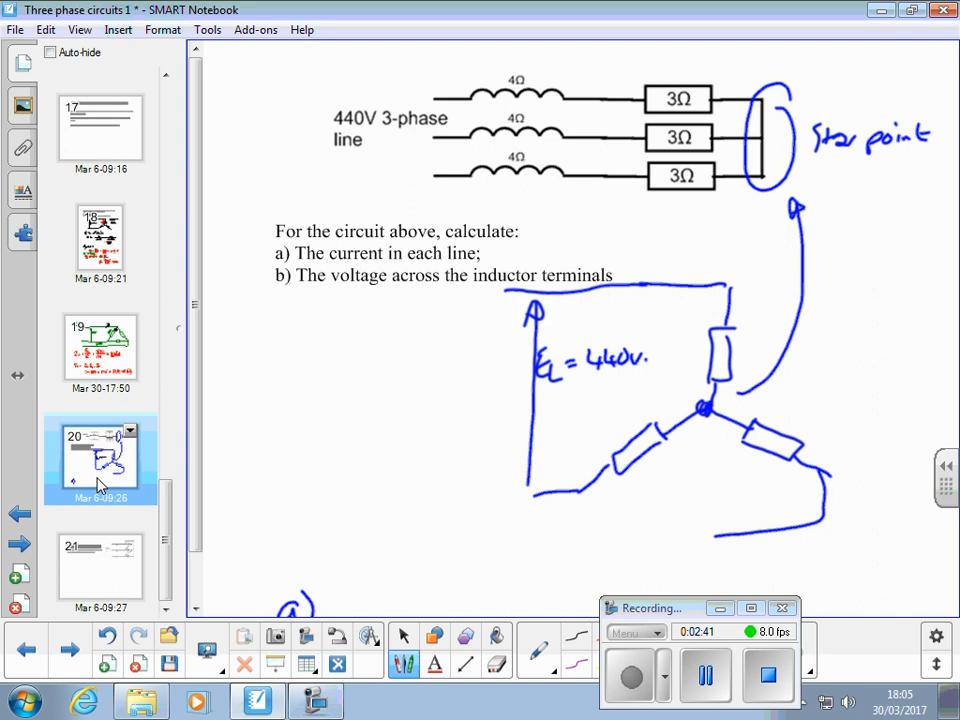 Three phase circuits 1 * - SMART Notebook
File Edit View Insert Format Tools Add-ons Help
Auto-hide
17
Mar 6-09:16
18
Mar 6-09:21
19
Mar 30-17:50
20
Mar 6-09:26
21
Mar 6-09:27
4Ω
3Ω
440V 3-phase
line
4Ω
3Ω
Star point
4Ω
3Ω
For the circuit above, calculate:
a) The current in each line;
b) The voltage across the inductor terminals
EL = 440v.
a)
Recording...
Menu
0:02:41
8.0 fps
A
18:05
30/03/2017